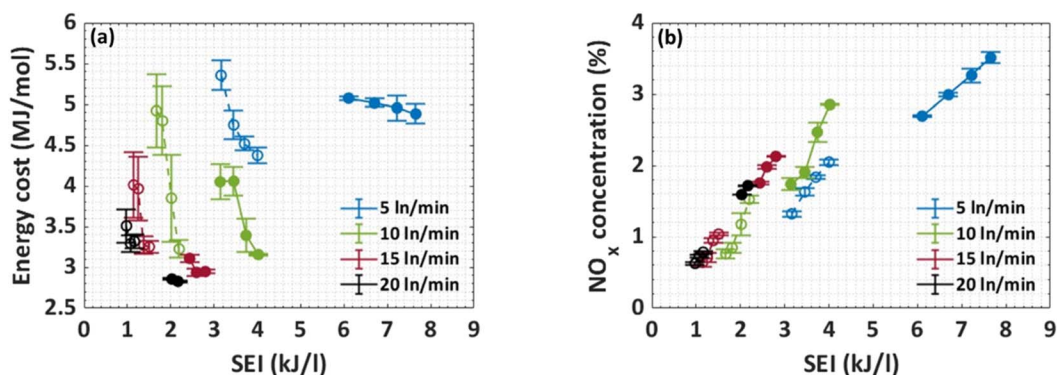 (a)
6
5.5
5
4.5
4
3.5
3
2.5
0 1 2 3 4 5 6 7 8 9
Energy cost (MJ/mol)
SEI (kJ/l)
5 ln/min
10 ln/min
15 ln/min
20 ln/min
(b)
4
3
2
1
0
0 1 2 3 4 5 6 7 8 9
NOx concentration (%)
SEI (kJ/l)
5 ln/min
10 ln/min
15 ln/min
20 ln/min